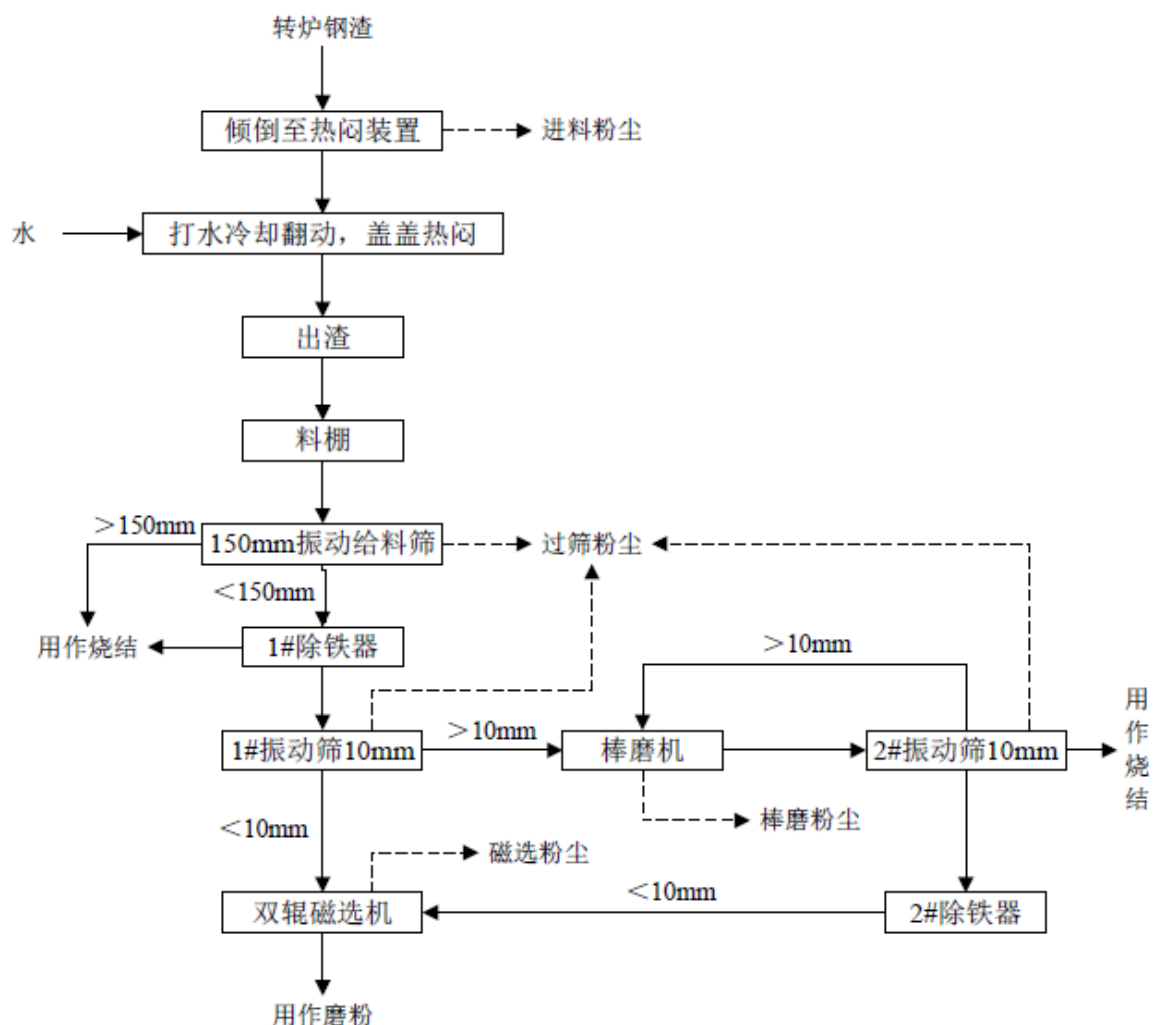 转炉钢渣
倾倒至热闷装置
进料粉尘
水
打水冷却翻动，盖盖热闷
出渣
料棚
＞150mm
150mm振动给料筛
过筛粉尘
＜150mm
用作烧结
1#除铁器
＞10mm
1#振动筛10mm
＞10mm
棒磨机
2#振动筛10mm
用作烧结
＜10mm
棒磨粉尘
磁选粉尘
双辊磁选机
＜10mm
2#除铁器
用作磨粉